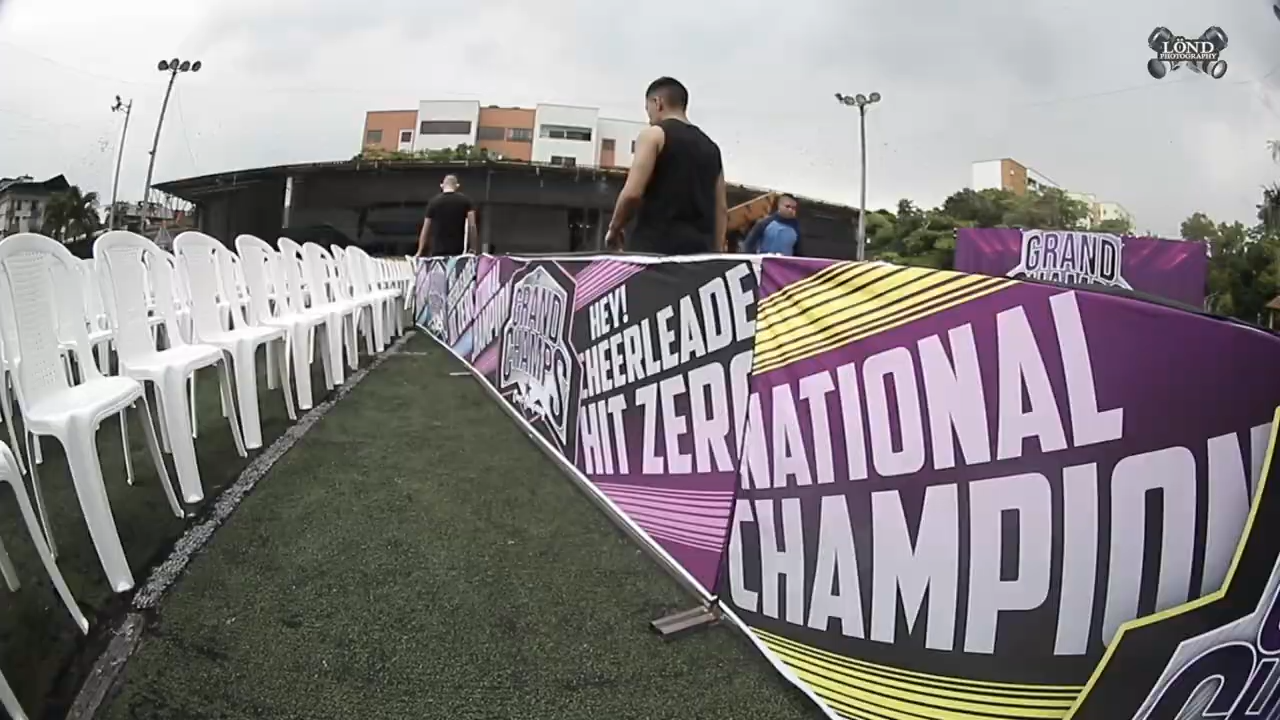 LÖND
PHOTOGRAPHY
GRAND
GRAND
CHAMPS
HEY!
CHEERLEADE
HIT ZERO
NATIONAL
CHAMPION